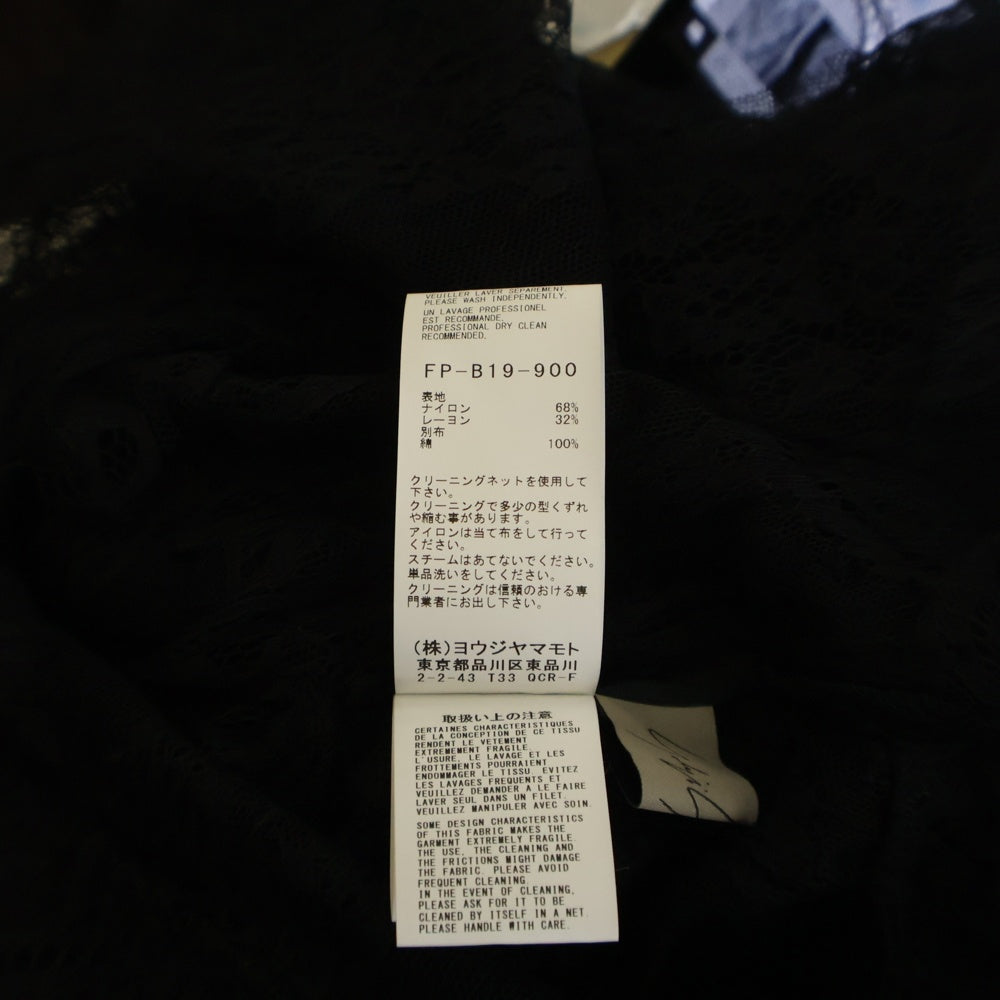 VEUILLER LAVER SEPAREMENT.
PLEASE WASH INDEPENDENTLY.
UN LAVAGE PROFESSIONEL
EST RECOMMANDE.
PROFESSIONAL DRY CLEAN
RECOMMENDED.
FP-B19-900
表地
ナイロン 68%
レーヨン 32%
別布
綿 100%
クリーニングネットを使用して
下さい。
クリーニングで多少の型くずれ
や縮む事があります。
アイロンは当て布をして行って
ください。
スチームはあてないでください。
単品洗いをしてください。
クリーニングは信頼のおける専
門業者にお出し下さい。
(株)ヨウジヤマモト
東京都品川区東品川
2-2-43 T33 QCR-F
取扱い上の注意
CERTAINES CHARACTERISTIQUES
DE LA CONCEPTION DE CE TISSU
RENDENT LE VETEMENT
EXTREMEMENT FRAGILE.
L'USURE, LE LAVAGE ET LES
FROTTEMENTS POURRAIENT
ENDOMMAGER LE TISSU. EVITEZ
LES LAVAGES FREQUENTS ET
VEUILLEZ DEMANDER A LE FAIRE
LAVER SEUL DANS UN FILET.
VEUILLEZ MANIPULER AVEC SOIN.
SOME DESIGN CHARACTERISTICS
OF THIS FABRIC MAKES THE
GARMENT EXTREMELY FRAGILE.
THE USE, THE CLEANING AND
THE FRICTIONS MIGHT DAMAGE
THE FABRIC. PLEASE AVOID
FREQUENT CLEANING.
IN THE EVENT OF CLEANING,
PLEASE ASK FOR IT TO BE
CLEANED BY ITSELF IN A NET.
PLEASE HANDLE WITH CARE.